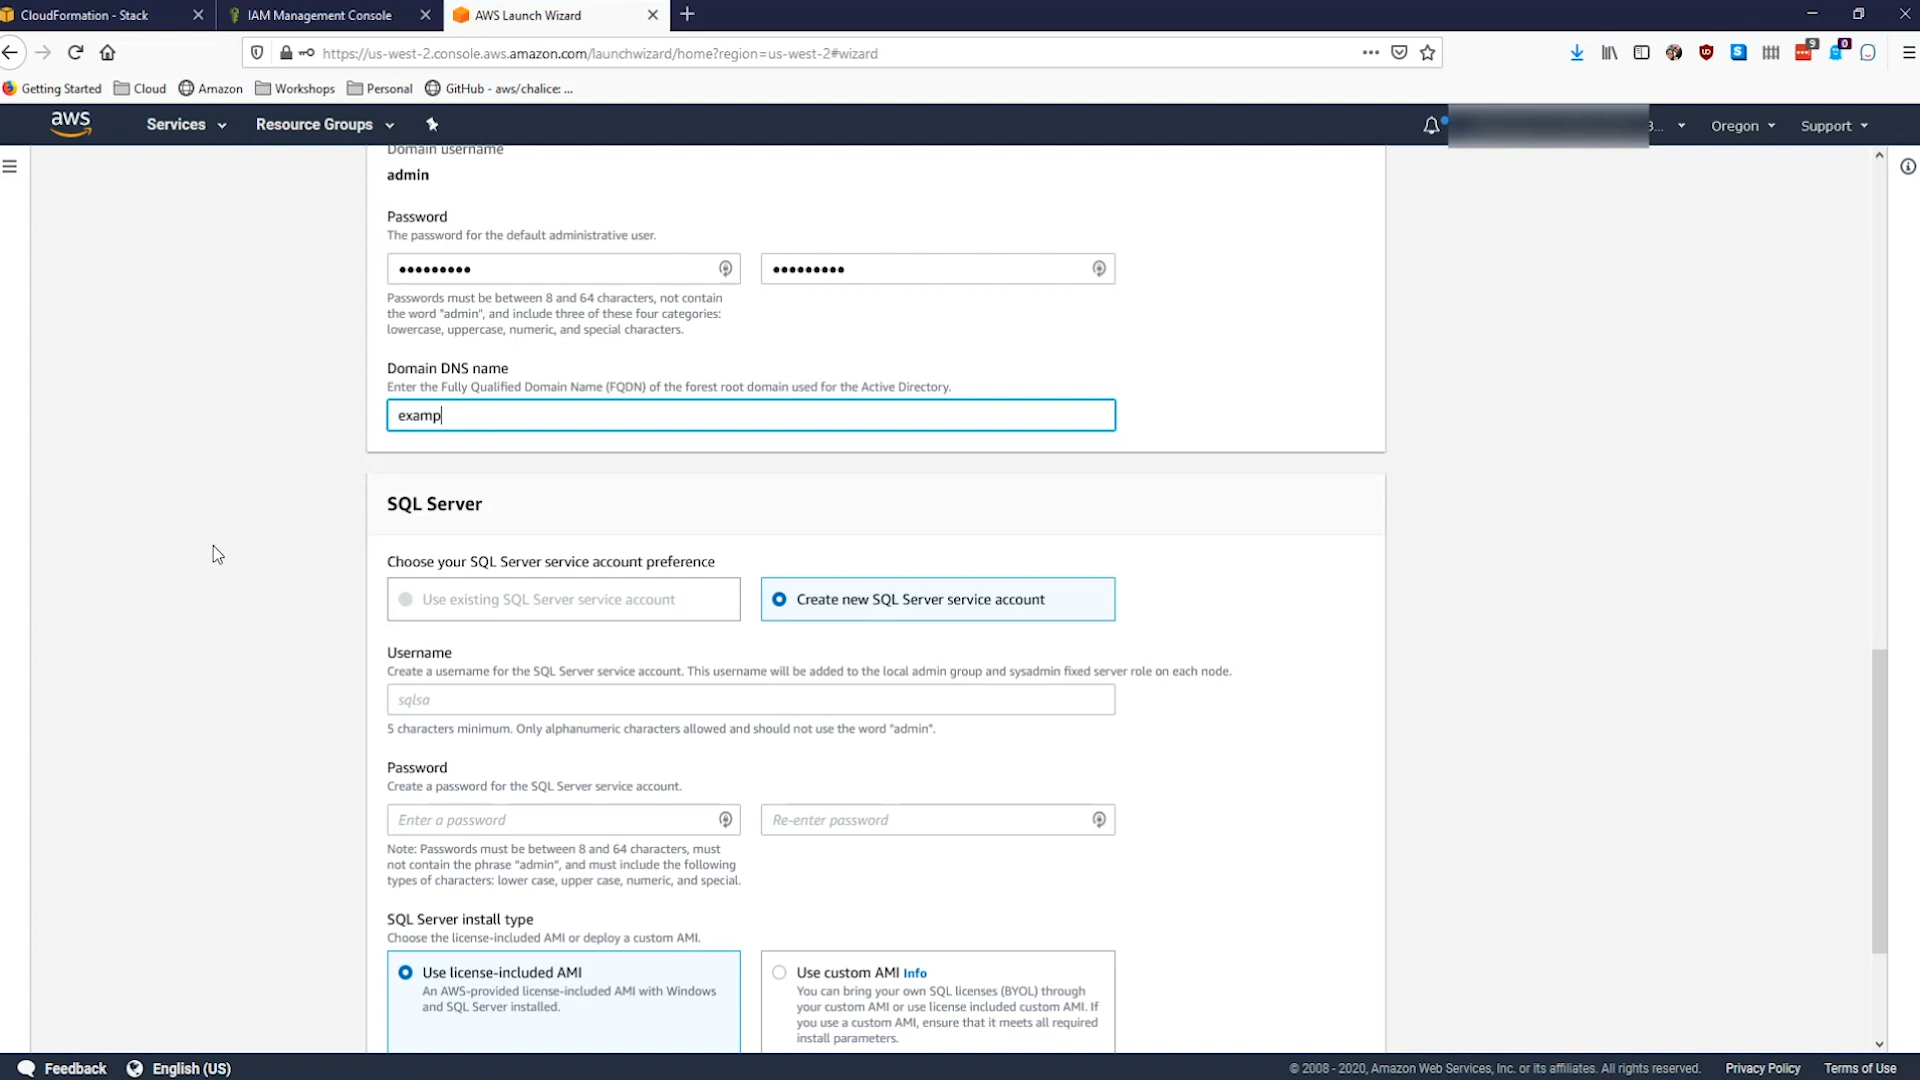 CloudFormation - Stack
IAM Management Console
AWS Launch Wizard
https://us-west-2.console.aws.amazon.com/launchwizard/home?region=us-west-2#wizard
9
0
Getting Started
Cloud
Amazon
Workshops
Personal
GitHub - aws/chalice: ...
aws
Services
Resource Groups
3...
Oregon
Support
Domain username
admin
Password
The password for the default administrative user.
Passwords must be between 8 and 64 characters, not contain
the word "admin", and include three of these four categories:
lowercase, uppercase, numeric, and special characters.
Domain DNS name
Enter the Fully Qualified Domain Name (FQDN) of the forest root domain used for the Active Directory.
examp
SQL Server
Choose your SQL Server service account preference
Use existing SQL Server service account
Create new SQL Server service account
Username
Create a username for the SQL Server service account. This username will be added to the local admin group and sysadmin fixed server role on each node.
sqlsa
5 characters minimum. Only alphanumeric characters allowed and should not use the word "admin".
Password
Create a password for the SQL Server service account.
Enter a password
Re-enter password
Note: Passwords must be between 8 and 64 characters, must
not contain the phrase "admin", and must include the following
types of characters: lower case, upper case, numeric, and special.
SQL Server install type
Choose the license-included AMI or deploy a custom AMI.
Use license-included AMI
An AWS-provided license-included AMI with Windows
and SQL Server installed.
Use custom AMI Info
You can bring your own SQL licenses (BYOL) through
your custom AMI or use license included custom AMI. If
you use a custom AMI, ensure that it meets all required
install parameters.
Feedback
English (US)
© 2008 - 2020, Amazon Web Services, Inc. or its affiliates. All rights reserved.
Privacy Policy
Terms of Use